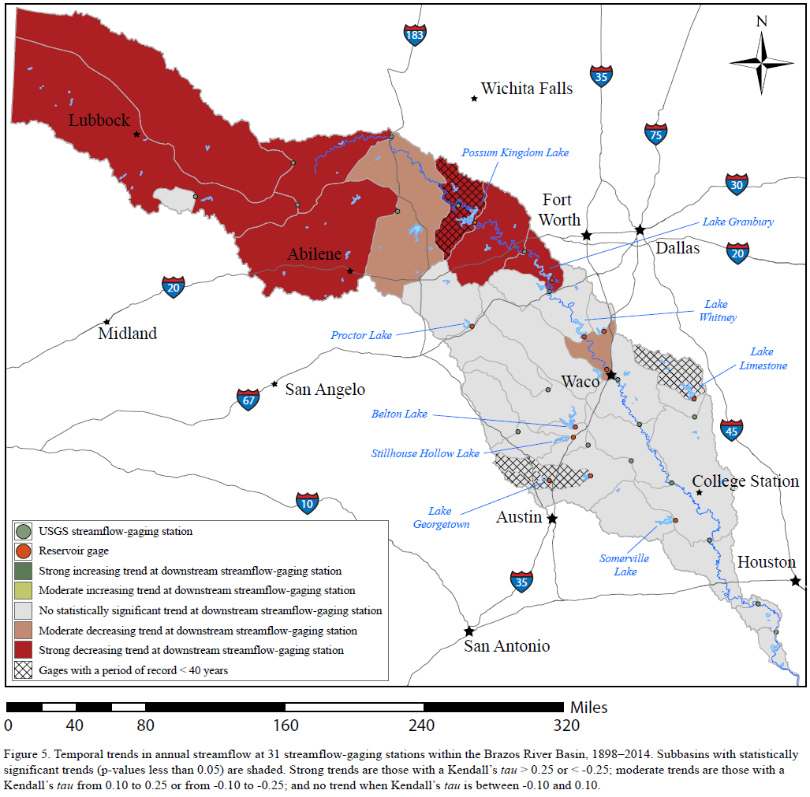 N
183
35
75
Wichita Falls
Lubbock
Possum Kingdom Lake
30
Fort
Worth
Lake Granbury
Dallas
20
Abilene
20
Lake
Whitney
Midland
Proctor Lake
Lake
Limestone
Waco
San Angelo
67
Belton Lake
45
Stillhouse Hollow Lake
College Station
10
Lake
Georgetown
Austin
Somerville
Lake
Houston
35
San Antonio
USGS streamflow-gaging station
Reservoir gage
Strong increasing trend at downstream streamflow-gaging station
Moderate increasing trend at downstream streamflow-gaging station
No statistically significant trend at downstream streamflow-gaging station
Moderate decreasing trend at downstream streamflow-gaging station
Strong decreasing trend at downstream streamflow-gaging station
Gages with a period of record < 40 years
Miles
0 40 80 160 240 320
Figure 5. Temporal trends in annual streamflow at 31 streamflow-gaging stations within the Brazos River Basin, 1898–2014. Subbasins with statistically
significant trends (p-values less than 0.05) are shaded. Strong trends are those with a Kendall's tau > 0.25 or < -0.25; moderate trends are those with a
Kendall's tau from 0.10 to 0.25 or from -0.10 to -0.25; and no trend when Kendall's tau is between -0.10 and 0.10.